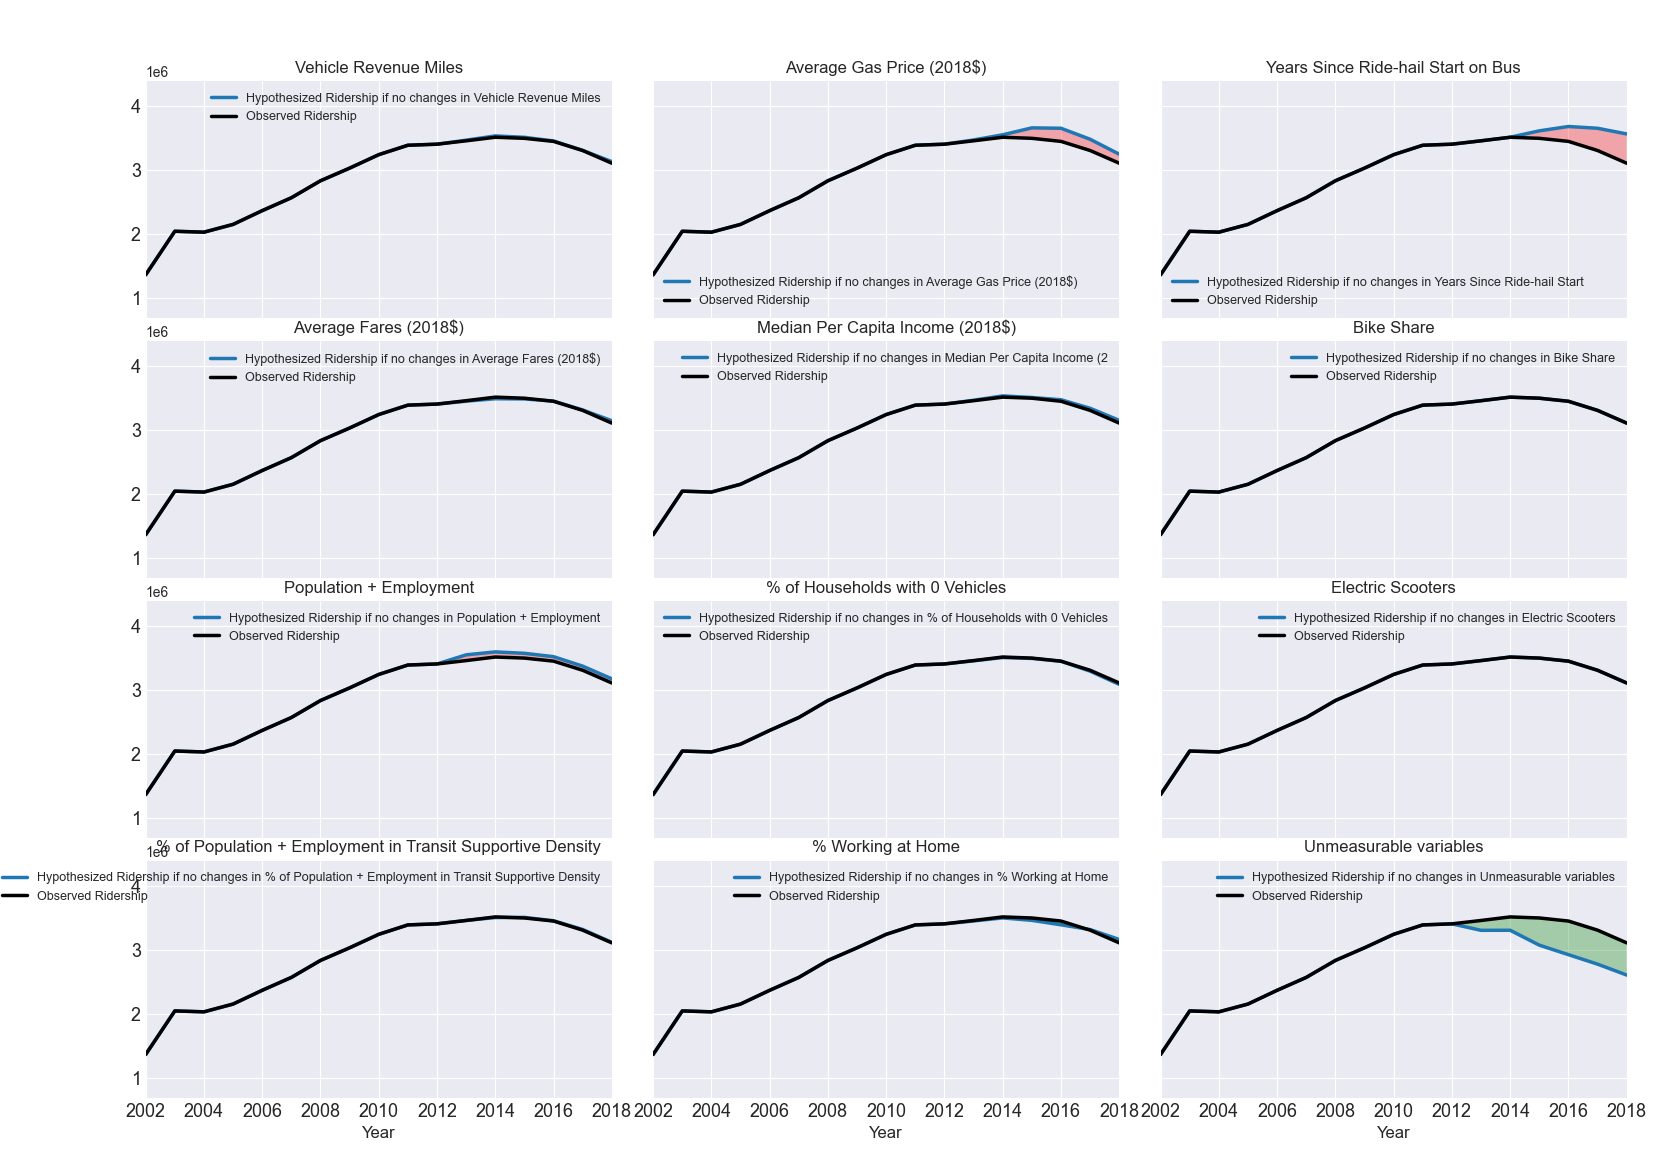 Vehicle Revenue Miles
1e6
Hypothesized Ridership if no changes in Vehicle Revenue Miles
Observed Ridership
4
3
2
1
Average Gas Price (2018$)
Hypothesized Ridership if no changes in Average Gas Price (2018$)
Observed Ridership
Years Since Ride-hail Start on Bus
Hypothesized Ridership if no changes in Years Since Ride-hail Start
Observed Ridership
Average Fares (2018$)
1e6
Hypothesized Ridership if no changes in Average Fares (2018$)
Observed Ridership
4
3
2
1
Median Per Capita Income (2018$)
Hypothesized Ridership if no changes in Median Per Capita Income (2
Observed Ridership
Bike Share
Hypothesized Ridership if no changes in Bike Share
Observed Ridership
Population + Employment
1e6
Hypothesized Ridership if no changes in Population + Employment
Observed Ridership
4
3
2
1
% of Households with 0 Vehicles
Hypothesized Ridership if no changes in % of Households with 0 Vehicles
Observed Ridership
Electric Scooters
Hypothesized Ridership if no changes in Electric Scooters
Observed Ridership
% of Population + Employment in Transit Supportive Density
1e6
Hypothesized Ridership if no changes in % of Population + Employment in Transit Supportive Density
Observed Ridership
4
3
2
1
2002 2004 2006 2008 2010 2012 2014 2016 2018
Year
% Working at Home
Hypothesized Ridership if no changes in % Working at Home
Observed Ridership
2002 2004 2006 2008 2010 2012 2014 2016 2018
Year
Unmeasurable variables
Hypothesized Ridership if no changes in Unmeasurable variables
Observed Ridership
2002 2004 2006 2008 2010 2012 2014 2016 2018
Year